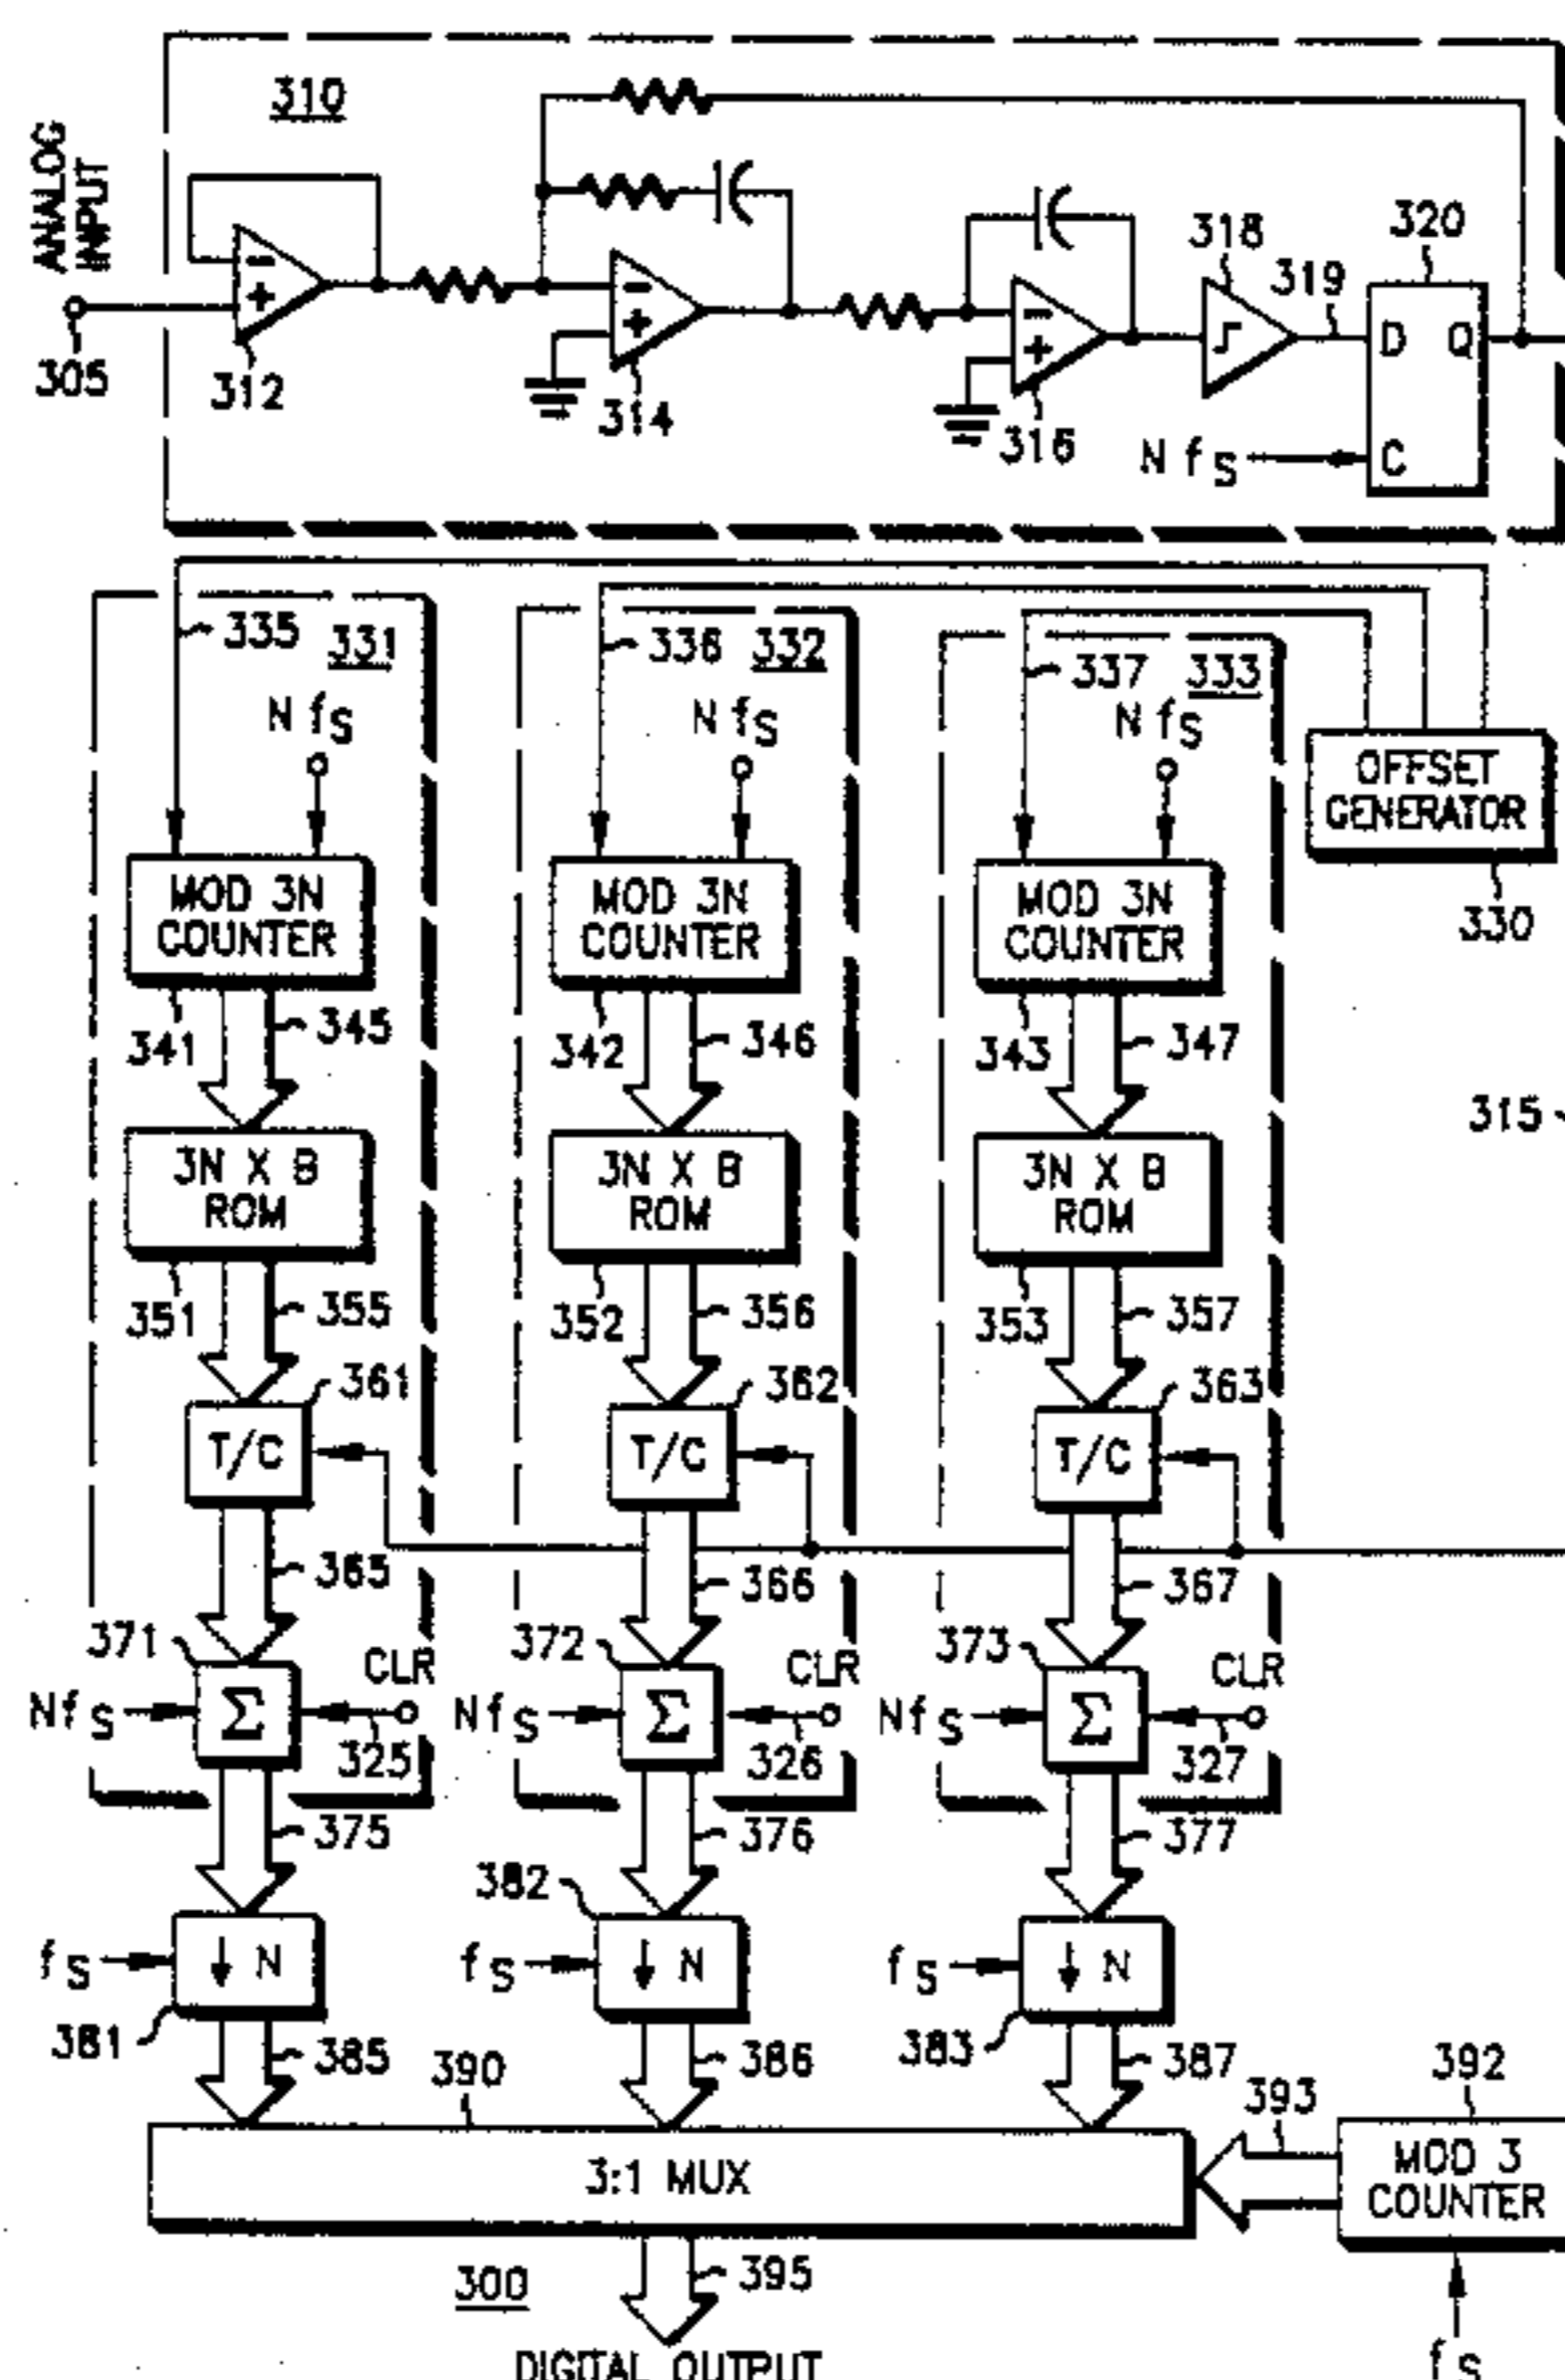 ANALOG
INPUT
305
310
312
314
316
318
319
320
D Q
C
N fS
335 331
336 332
337 333
N fS
N fS
N fS
OFFSET
GENERATOR
330
MOD 3N
COUNTER
MOD 3N
COUNTER
MOD 3N
COUNTER
341 345
342 346
343 347
315
3N X B
ROM
3N X B
ROM
3N X B
ROM
351 355
352 356
353 357
361
362
363
T/C
T/C
T/C
365
366
367
371
372
373
CLR
CLR
CLR
NfS
Σ
NfS
Σ
NfS
Σ
325
326
327
375
376
377
382
fS
↓ N
fS
↓ N
fS
↓ N
381
383
385
386
387
390
392
393
3:1 MUX
MOD 3
COUNTER
fS
300
395
DIGITAL OUTPUT